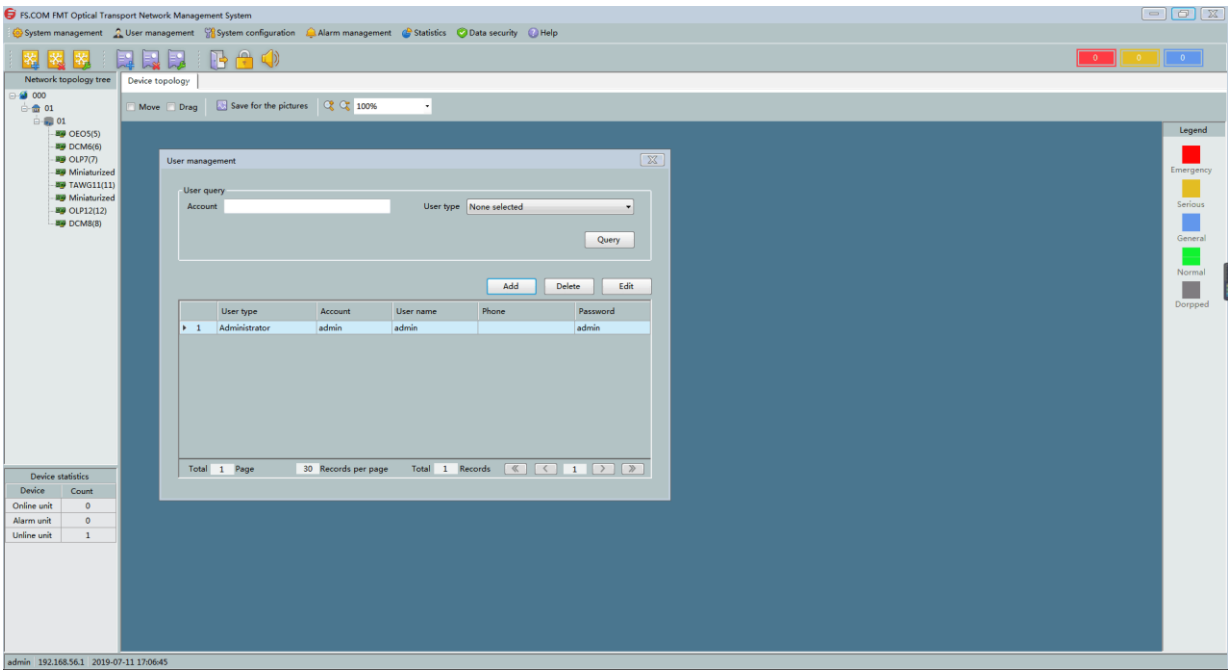 FS.COM FMT Optical Transport Network Management System
System management User management System configuration Alarm management Statistics Data security Help
0 0 0
Network topology tree Device topology
000
01
01
OEO5(5)
DCM6(6)
OLP7(7)
Miniaturized
TAWG11(11)
Miniaturized
OLP12(12)
DCM8(8)
Move Drag Save for the pictures 100%
User management
User query
Account User type None selected
Query
Add Delete Edit
User type Account User name Phone Password
1 Administrator admin admin admin
Total 1 Page 30 Records per page Total 1 Records 1
Legend
Emergency
Serious
General
Normal
Dorpped
Device statistics
Device Count
Online unit 0
Alarm unit 0
Unline unit 1
admin 192.168.56.1 2019-07-11 17:06:45